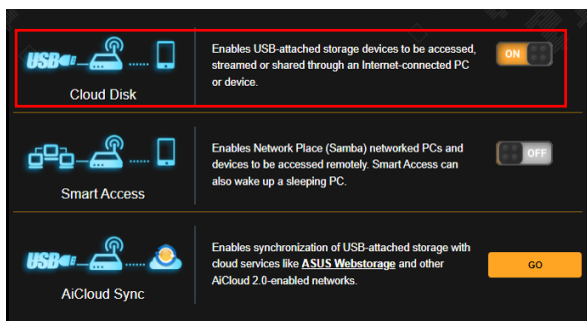 USB
Cloud Disk
Enables USB-attached storage devices to be accessed,
streamed or shared through an Internet-connected PC
or device.
ON
Smart Access
Enables Network Place (Samba) networked PCs and
devices to be accessed remotely. Smart Access can
also wake up a sleeping PC.
OFF
USB
AiCloud Sync
Enables synchronization of USB-attached storage with
cloud services like ASUS Webstorage and other
AiCloud 2.0-enabled networks.
GO